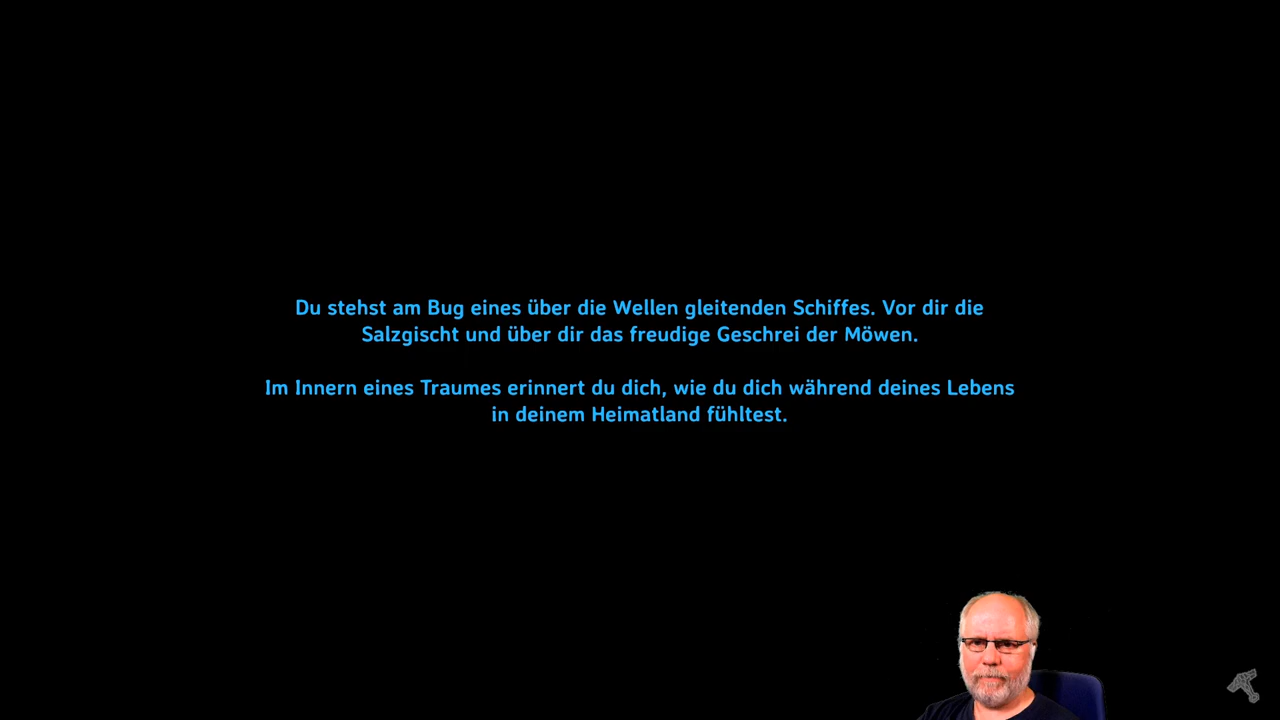 Du stehst am Bug eines über die Wellen gleitenden Schiffes. Vor dir die
Salzgischt und über dir das freudige Geschrei der Möwen.
Im Innern eines Traumes erinnert du dich, wie du dich während deines Lebens
in deinem Heimatland fühltest.